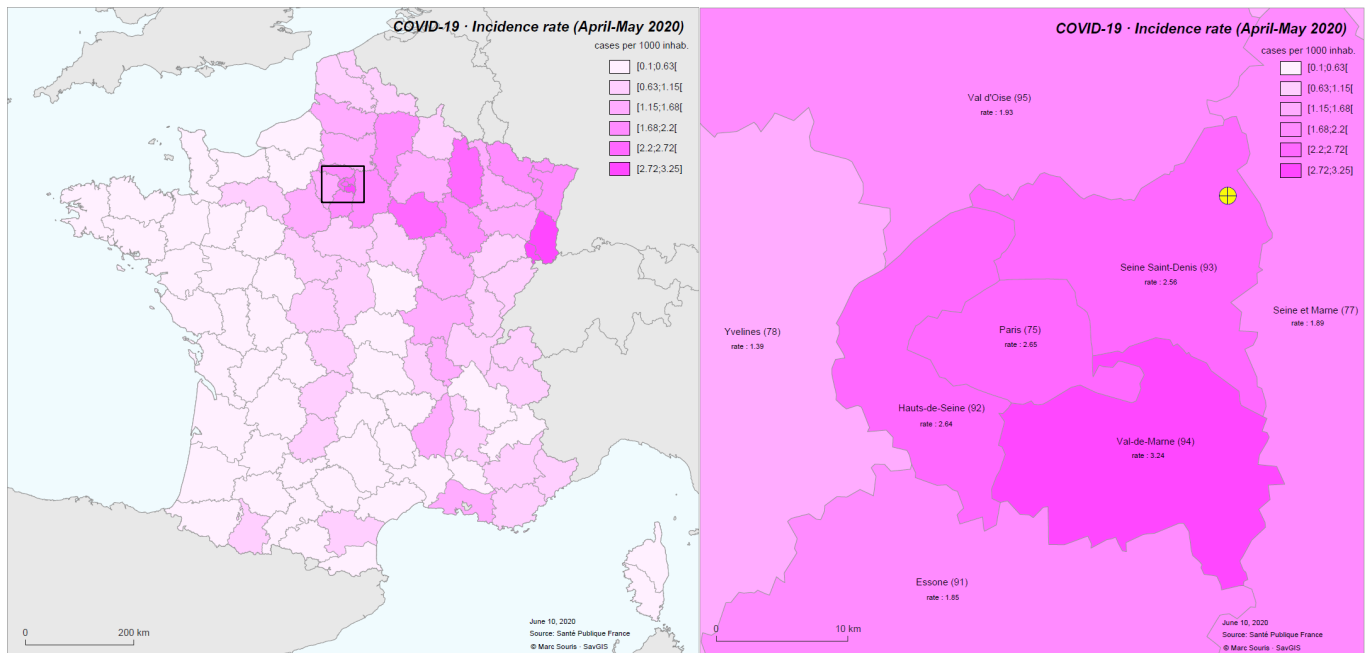 COVID-19 · Incidence rate (April-May 2020)
cases per 1000 inhab.
[0.1;0.63[
[0.63;1.15[
[1.15;1.68[
[1.68;2.2[
[2.2;2.72[
[2.72;3.25]
0
200 km
June 10, 2020
Source: Santé Publique France
© Marc Souris - SavGIS
COVID-19 · Incidence rate (April-May 2020)
cases per 1000 inhab.
[0.1;0.63[
[0.63;1.15[
[1.15;1.68[
[1.68;2.2[
[2.2;2.72[
[2.72;3.25]
Val d'Oise (95)
rate : 1.93
Seine Saint-Denis (93)
rate : 2.56
Seine et Marne (77)
rate : 1.89
Yvelines (78)
rate : 1.39
Paris (75)
rate : 2.65
Hauts-de-Seine (92)
rate : 2.64
Val-de-Marne (94)
rate : 3.24
Essone (91)
rate : 1.85
0
10 km
June 10, 2020
Source: Santé Publique France
© Marc Souris - SavGIS